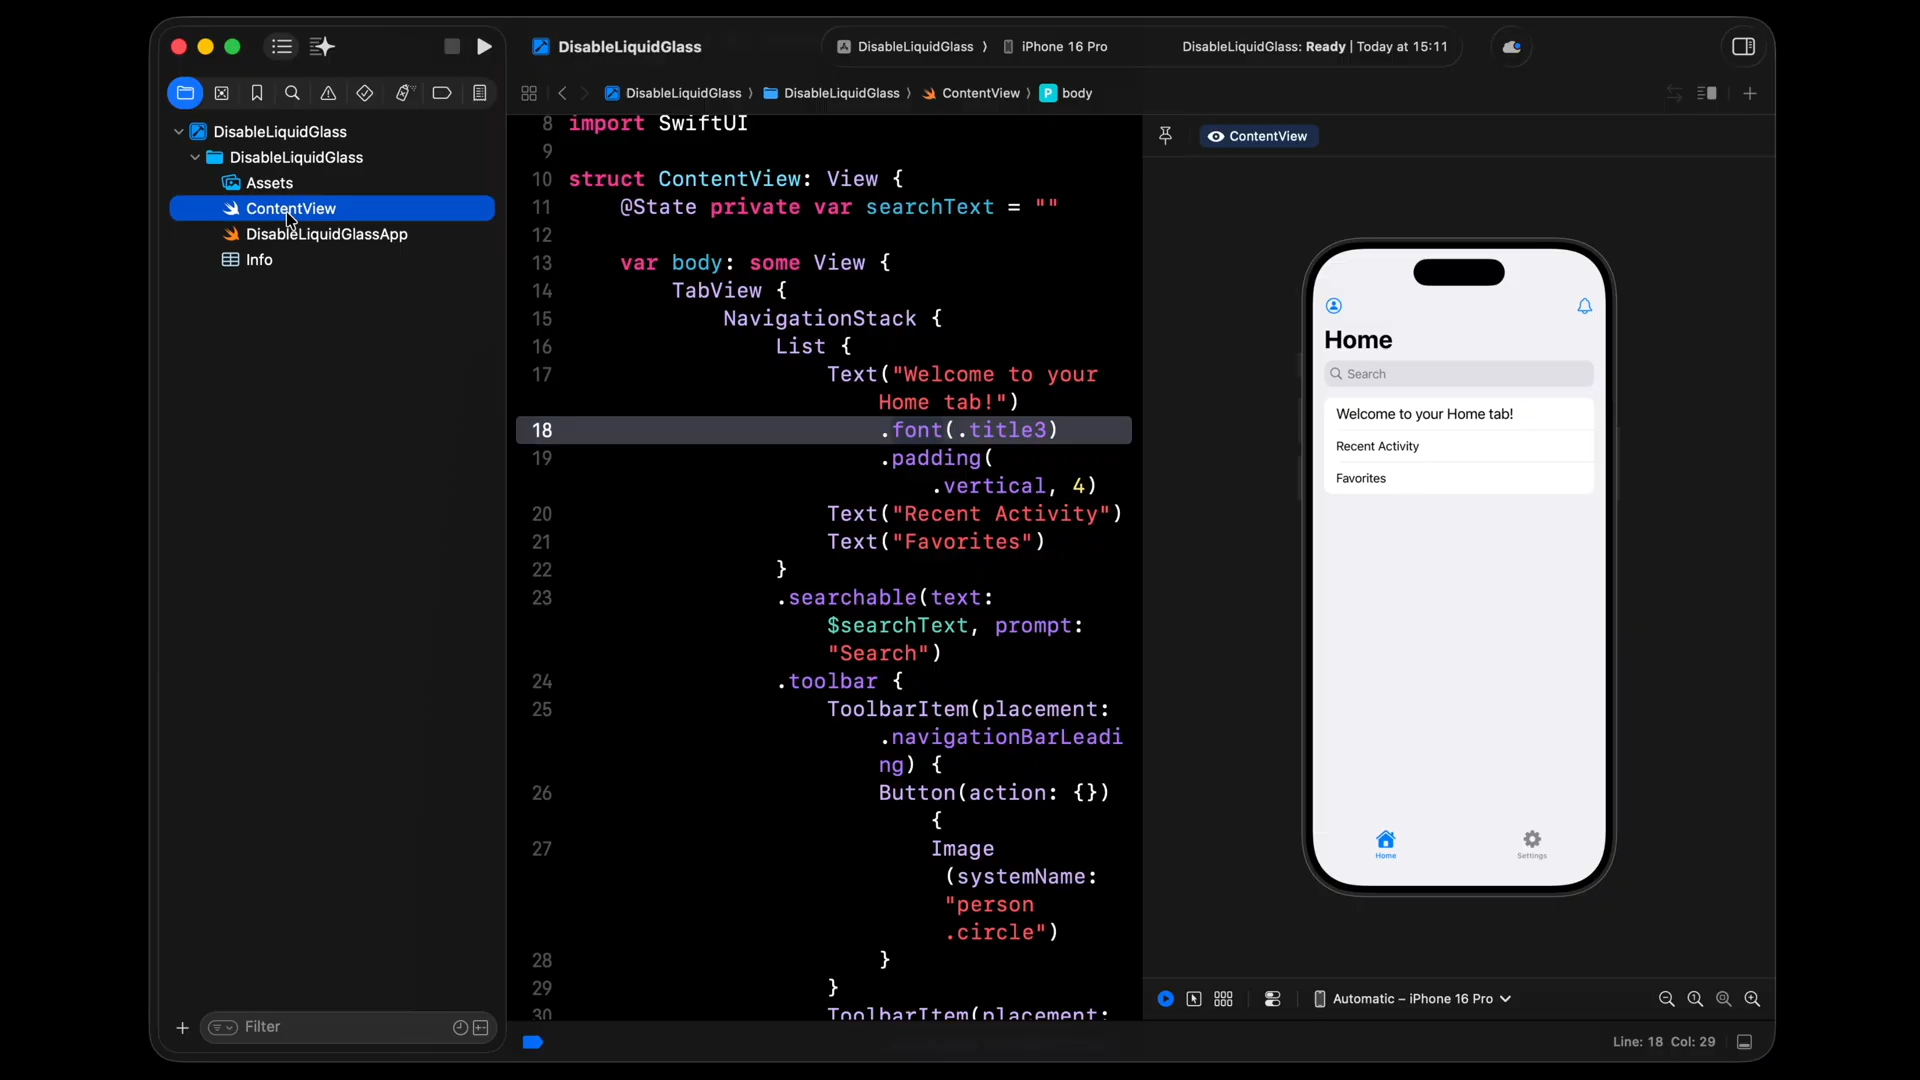 DisableLiquidGlass
DisableLiquidGlass
iPhone 16 Pro
DisableLiquidGlass: Ready | Today at 15:11
DisableLiquidGlass
DisableLiquidGlass
ContentView
P
body
DisableLiquidGlass
DisableLiquidGlass
Assets
ContentView
DisableLiquidGlassApp
Info
Filter
8 import SwiftUI
9
10 struct ContentView: View {
11 @State private var searchText = ""
12
13 var body: some View {
14 TabView {
15 NavigationStack {
16 List {
17 Text("Welcome to your
Home tab!")
18 .font(.title3)
19 .padding(
.vertical, 4)
20 Text("Recent Activity")
21 Text("Favorites")
22 }
23 .searchable(text:
$searchText, prompt:
"Search")
24 .toolbar {
25 ToolbarItem(placement:
.navigationBarLeadi
ng) {
26 Button(action: {})
{
27 Image
(systemName:
"person
.circle")
28 }
29 }
30 ToolbarItem(placement:
ContentView
Home
Search
Welcome to your Home tab!
Recent Activity
Favorites
Home
Settings
Automatic – iPhone 16 Pro
Line: 18 Col: 29